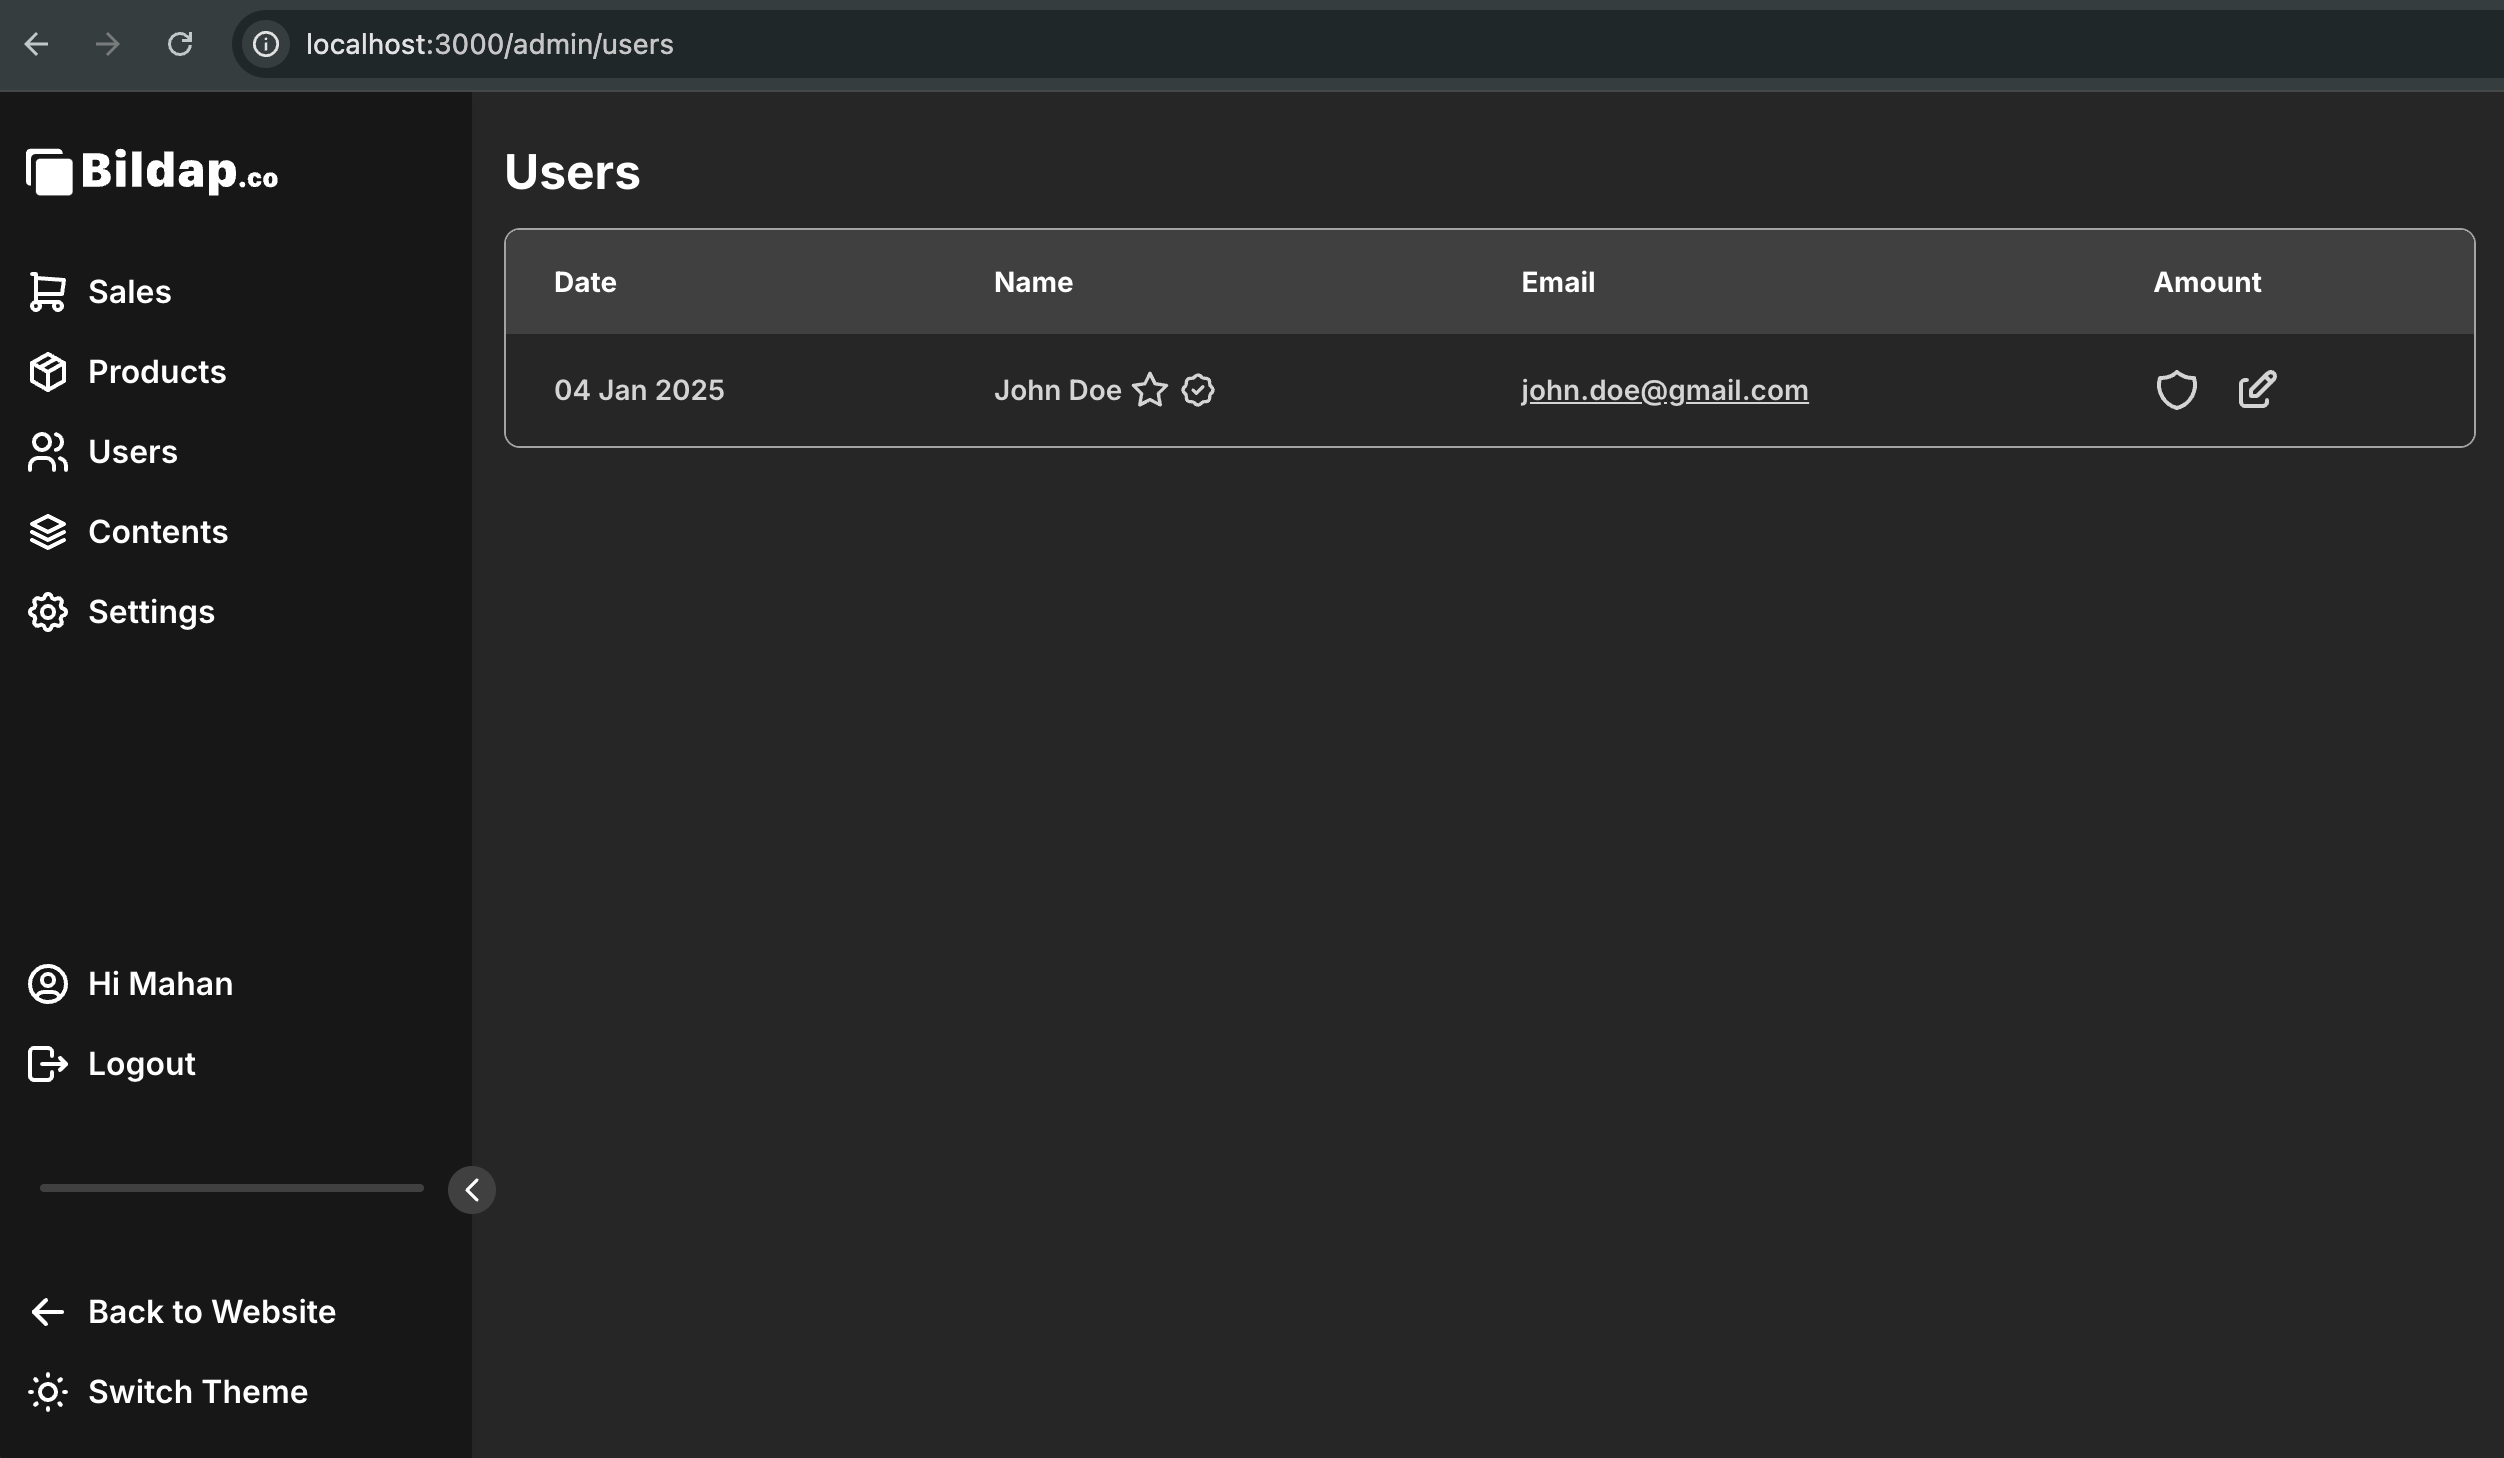 localhost:3000/admin/users
Bildap.co
Sales
Products
Users
Contents
Settings
Hi Mahan
Logout
Back to Website
Switch Theme
Users
Date Name Email Amount
04 Jan 2025 John Doe john.doe@gmail.com